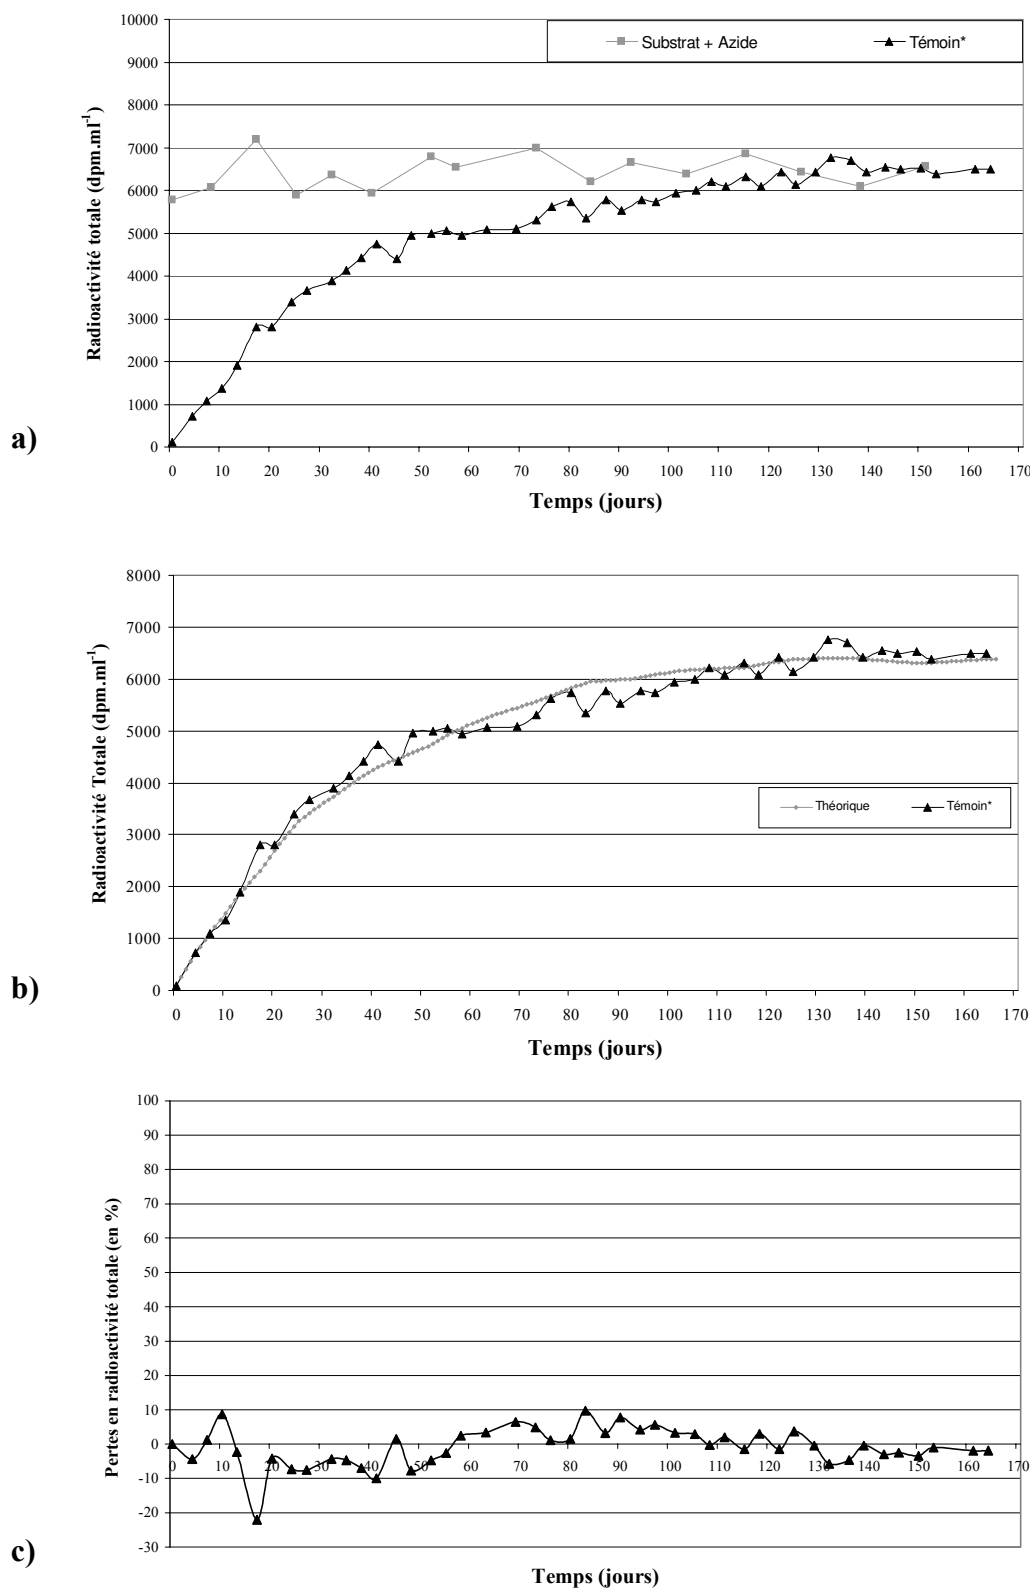 10000
9000
8000
7000
6000
5000
4000
3000
2000
1000
0
Radioactivité totale (dpm.ml-1)
Substrat + Azide
Témoin*
a)
0 10 20 30 40 50 60 70 80 90 100 110 120 130 140 150 160 170
Temps (jours)
8000
7000
6000
5000
4000
3000
2000
1000
0
Radioactivité Totale (dpm.ml-1)
Théorique
Témoin*
b)
0 10 20 30 40 50 60 70 80 90 100 110 120 130 140 150 160 170
Temps (jours)
100
90
80
70
60
50
40
30
20
10
0
-10
-20
-30
Pertes en radioactivité totale (en %)
0 10 20 30 40 50 60 70 80 90 100 110 120 130 140 150 160 170
c)
Temps (jours)